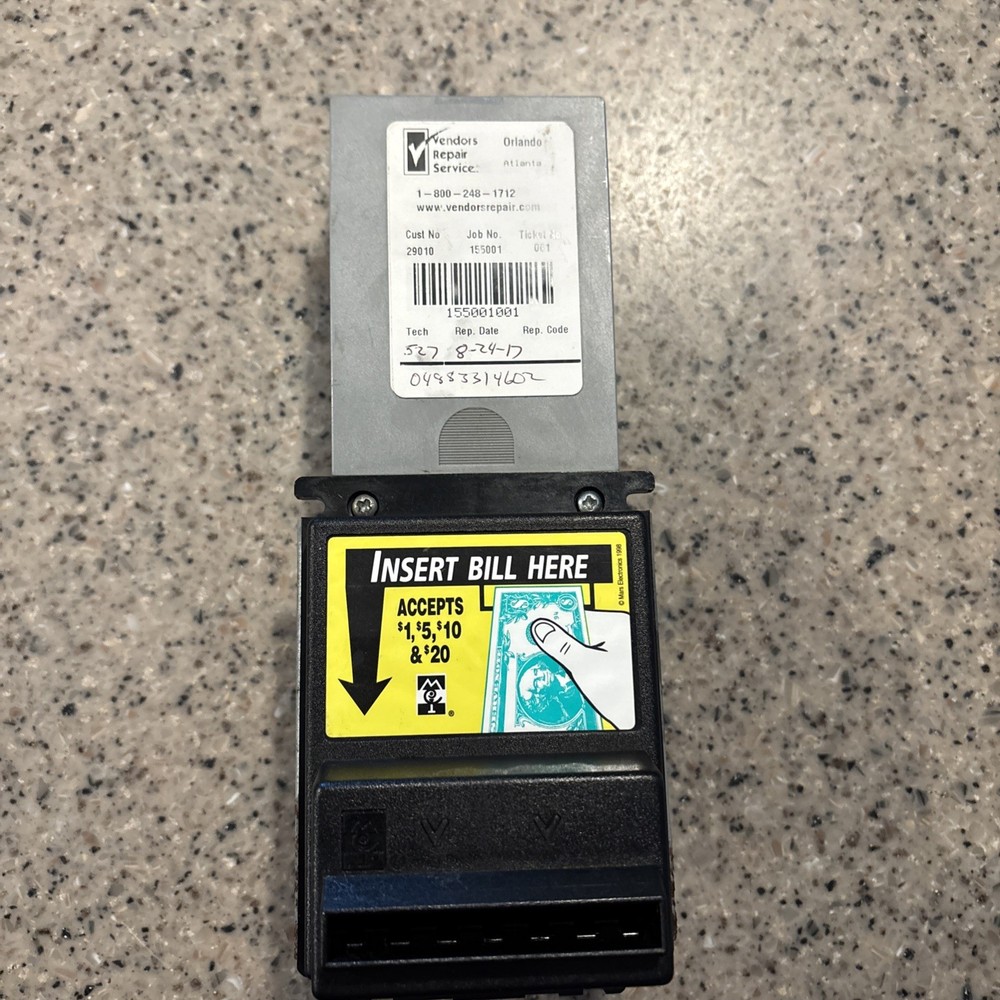 Vendors Orlando
Repair Atlanta
Service
1-800-248-1712
www.vendorsrepair.com
Cust No Job No. Ticket
29010 155001 001
155001001
Tech Rep. Date Rep. Code
527 8-24-17
INSERT BILL HERE
© Mars Electronics 1998
ACCEPTS
$1,$5,$10
&$20
®